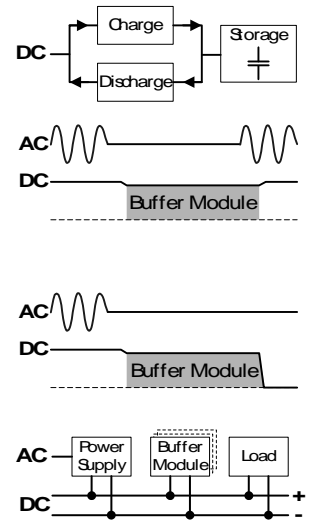 Charge
Storage
DC
Discharge
AC
DC
Buffer Module
AC
DC
Buffer Module
AC
Power Supply
Buffer Module
Load
DC
+
-